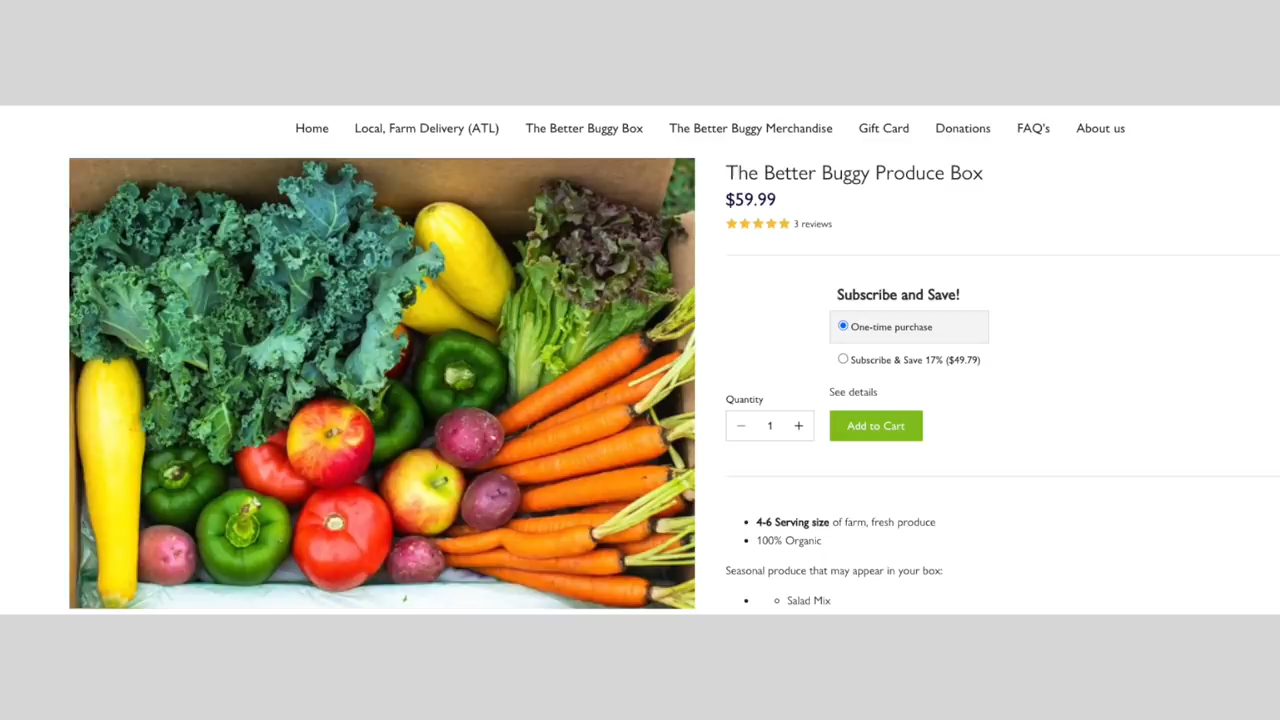 Home Local, Farm Delivery (ATL) The Better Buggy Box The Better Buggy Merchandise Gift Card Donations FAQ's About us
The Better Buggy Produce Box
$59.99
3 reviews
Subscribe and Save!
One-time purchase
Subscribe & Save 17% ($49.79)
See details
Quantity
1
Add to Cart
4-6 Serving size of farm, fresh produce
100% Organic
Seasonal produce that may appear in your box:
Salad Mix